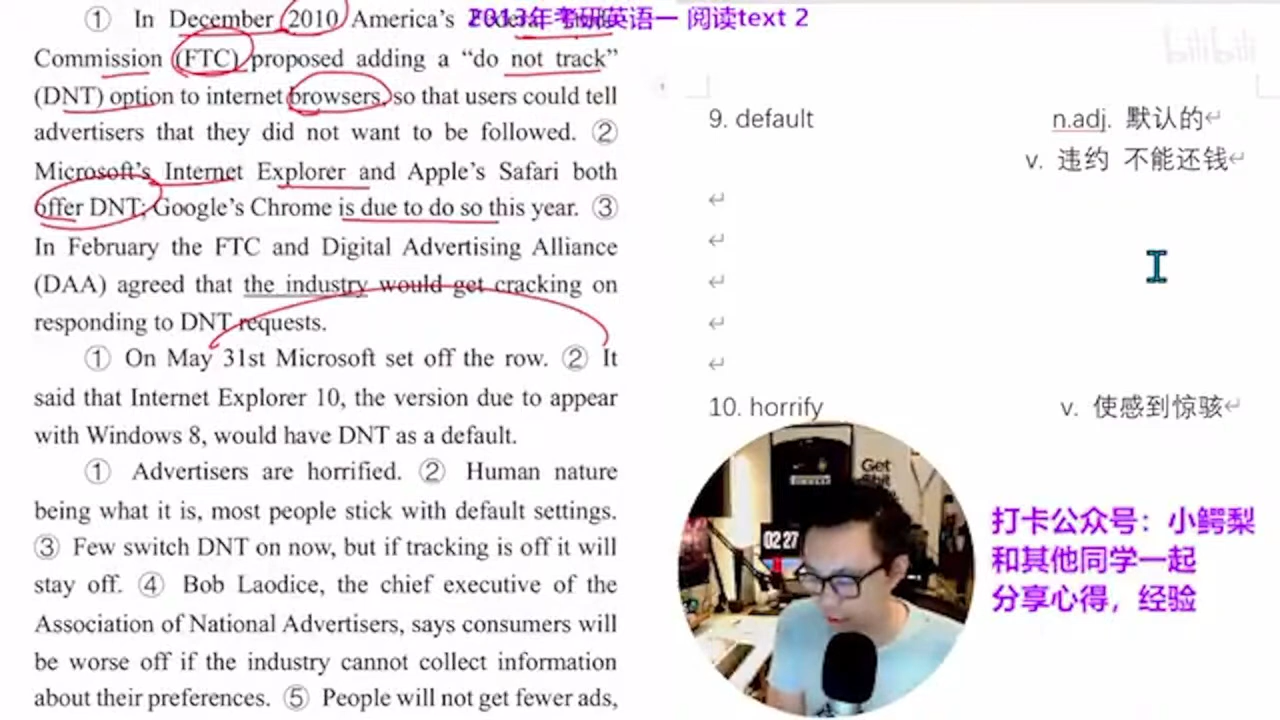 2013年考研英语一 阅读text 2
① In December 2010 America's Federal
Commission (FTC) proposed adding a “do not track”
(DNT) option to internet browsers, so that users could tell
advertisers that they did not want to be followed. ②
Microsoft's Internet Explorer and Apple's Safari both
offer DNT; Google's Chrome is due to do so this year. ③
In February the FTC and Digital Advertising Alliance
(DAA) agreed that the industry would get cracking on
responding to DNT requests.
① On May 31st Microsoft set off the row. ② It
said that Internet Explorer 10, the version due to appear
with Windows 8, would have DNT as a default.
① Advertisers are horrified. ② Human nature
being what it is, most people stick with default settings.
③ Few switch DNT on now, but if tracking is off it will
stay off. ④ Bob Laodice, the chief executive of the
Association of National Advertisers, says consumers will
be worse off if the industry cannot collect information
about their preferences. ⑤ People will not get fewer ads,
bilibili
9. default n.adj. 默认的
v. 违约 不能还钱
10. horrify v. 使感到惊骇
Get
02 27
打卡公众号：小鳄梨
和其他同学一起
分享心得，经验